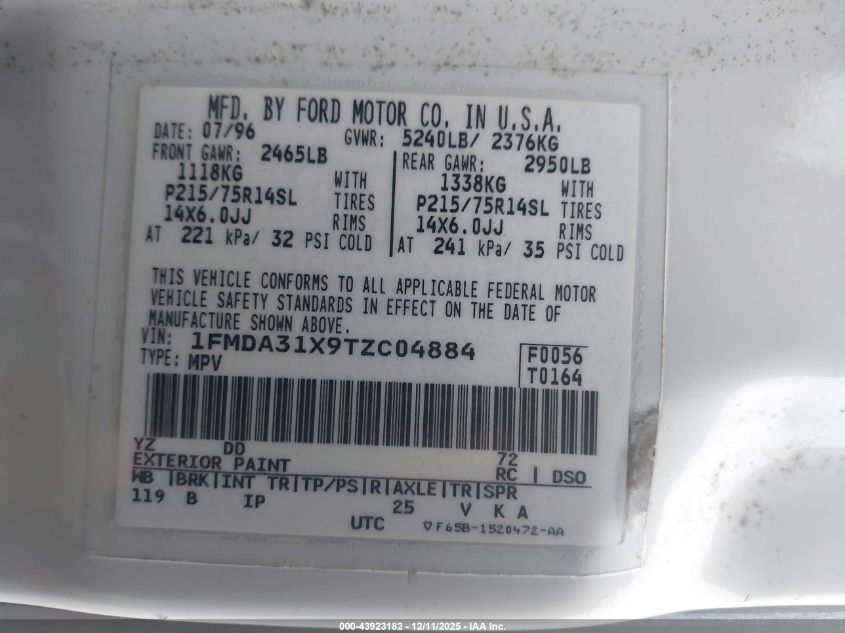 MFD. BY FORD MOTOR CO. IN U.S.A.
DATE: 07/96 GVWR: 5240LB/ 2376KG
FRONT GAWR: 2465LB REAR GAWR: 2950LB
1118KG WITH 1338KG WITH
P215/75R14SL TIRES P215/75R14SL TIRES
14X6.0JJ RIMS 14X6.0JJ RIMS
AT 221 kPa/ 32 PSI COLD AT 241 kPa/ 35 PSI COLD
THIS VEHICLE CONFORMS TO ALL APPLICABLE FEDERAL MOTOR
VEHICLE SAFETY STANDARDS IN EFFECT ON THE DATE OF
MANUFACTURE SHOWN ABOVE.
VIN: 1FMDA31X9TZC04884 F0056
TYPE: MPV T0164
YZ DD 72
EXTERIOR PAINT RC | DSO
WB |BRK|INT TR|TP/PS|R|AXLE|TR|SPR
119 B IP 25 V K A
UTC ▽F65B-1520472-AA
000-43923182 - 12/11/2025 - IAA Inc.